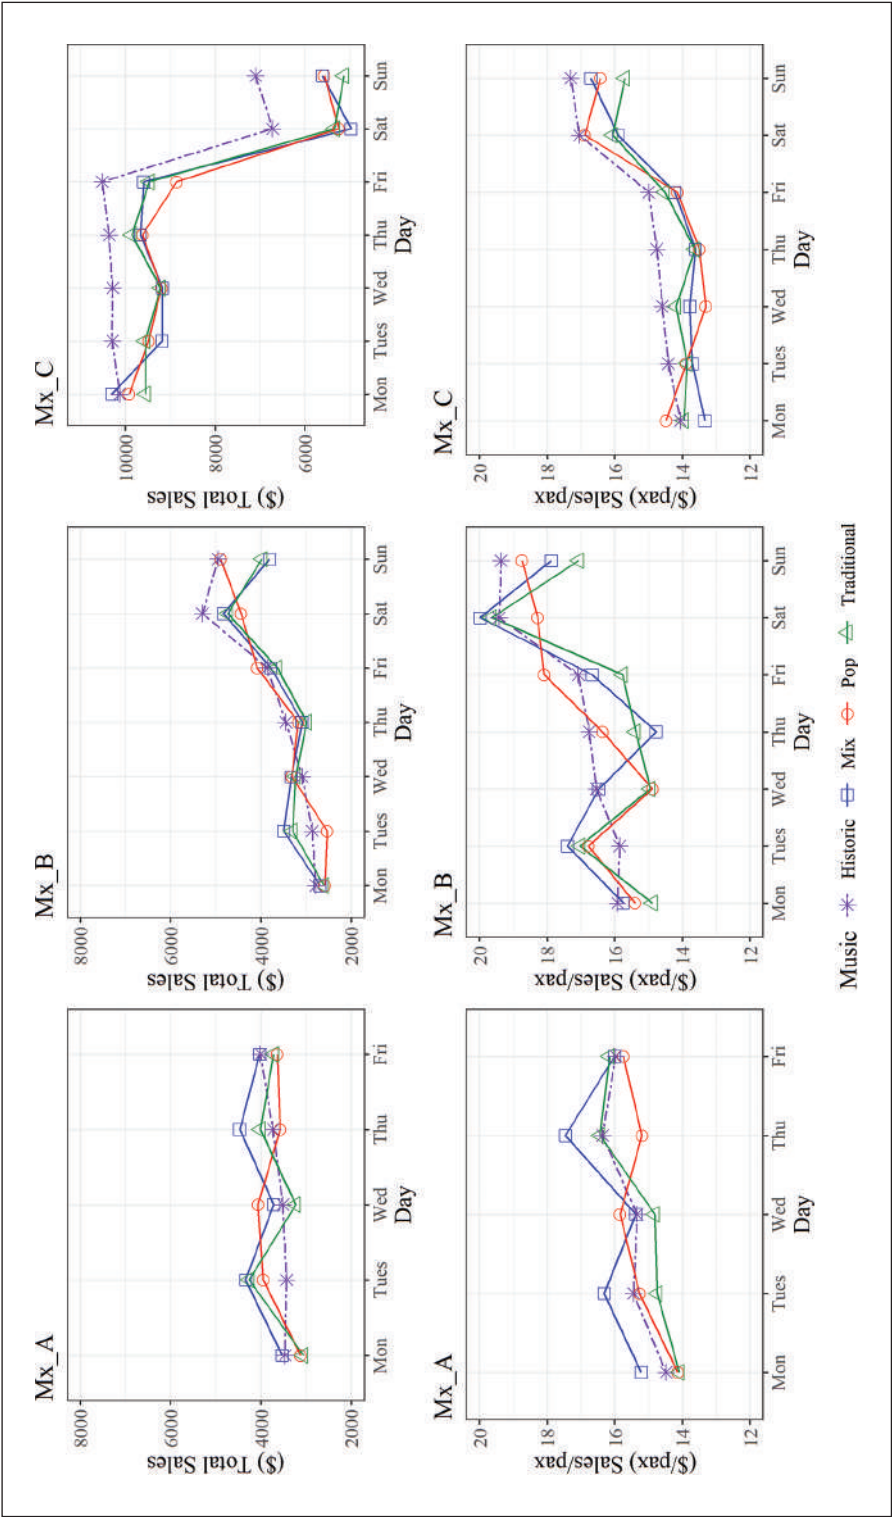 Mx_A
($) Total Sales
8000
6000
4000
2000
Mon Tues Wed Thu Fri
Day
Mx_B
($) Total Sales
8000
6000
4000
2000
Mon Tues Wed Thu Fri Sat Sun
Day
Mx_C
($) Total Sales
10000
8000
6000
Mon Tues Wed Thu Fri Sat Sun
Day
Mx_A
($/pax) Sales/pax
20
18
16
14
12
Mon Tues Wed Thu Fri
Day
Mx_B
($/pax) Sales/pax
20
18
16
14
12
Mon Tues Wed Thu Fri Sat Sun
Day
Mx_C
($/pax) Sales/pax
20
18
16
14
12
Mon Tues Wed Thu Fri Sat Sun
Day
Music Historic Mix Pop Traditional